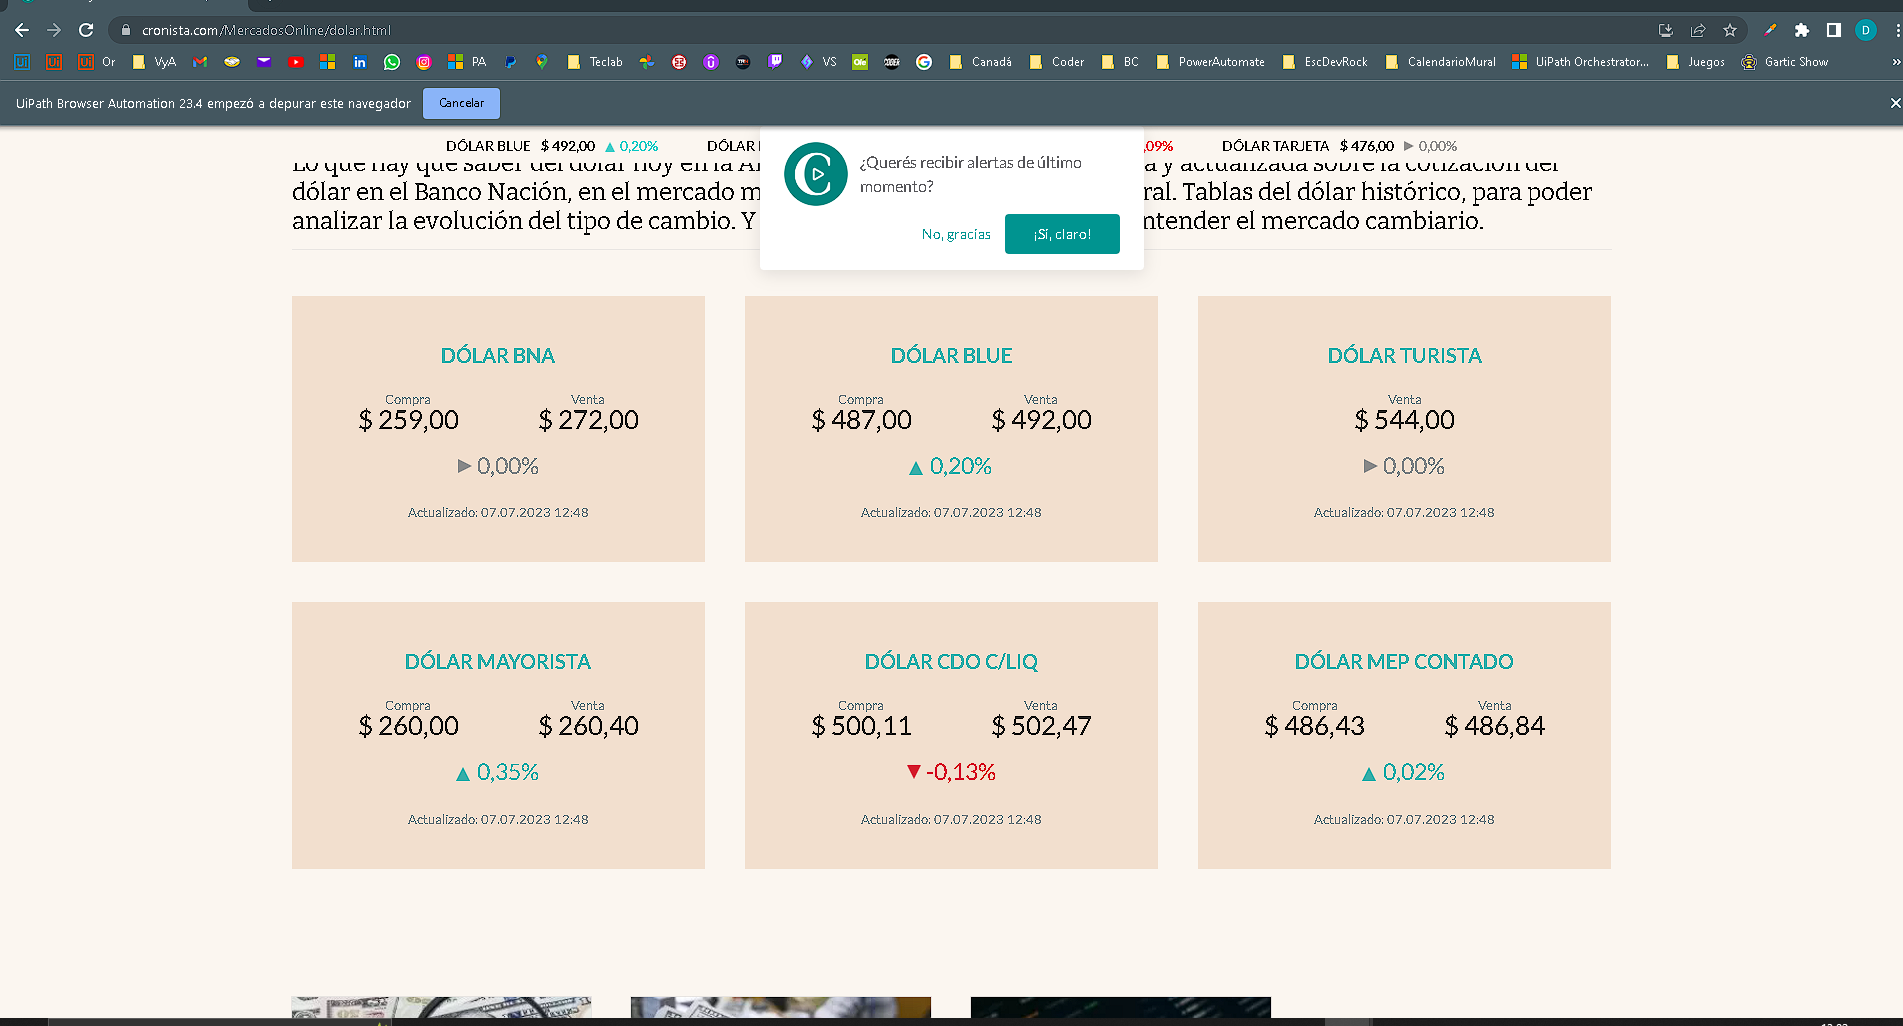 cronista.com/MercadosOnline/dolar.html
D
Or VyA PA Teclab VS Canadá Coder BC PowerAutomate EscDevRock CalendarioMural UiPath Orchestrator... Juegos Gartic Show »
UiPath Browser Automation 23.4 empezó a depurar este navegador Cancelar
DÓLAR BLUE $ 492,00 ▲ 0,20% DÓLAR ,09% DÓLAR TARJETA $ 476,00 ► 0,00%
¿Querés recibir alertas de último
momento?
No, gracias ¡Sí, claro!
Lo que hay que saber del dólar hoy en la a y actualizada sobre la cotización del
dólar en el Banco Nación, en el mercado m ral. Tablas del dólar histórico, para poder
analizar la evolución del tipo de cambio. Y ntender el mercado cambiario.
DÓLAR BNA
Compra Venta
$ 259,00 $ 272,00
► 0,00%
Actualizado: 07.07.2023 12:48
DÓLAR BLUE
Compra Venta
$ 487,00 $ 492,00
▲ 0,20%
Actualizado: 07.07.2023 12:48
DÓLAR TURISTA
Venta
$ 544,00
► 0,00%
Actualizado: 07.07.2023 12:48
DÓLAR MAYORISTA
Compra Venta
$ 260,00 $ 260,40
▲ 0,35%
Actualizado: 07.07.2023 12:48
DÓLAR CDO C/LIQ
Compra Venta
$ 500,11 $ 502,47
▼ -0,13%
Actualizado: 07.07.2023 12:48
DÓLAR MEP CONTADO
Compra Venta
$ 486,43 $ 486,84
▲ 0,02%
Actualizado: 07.07.2023 12:48